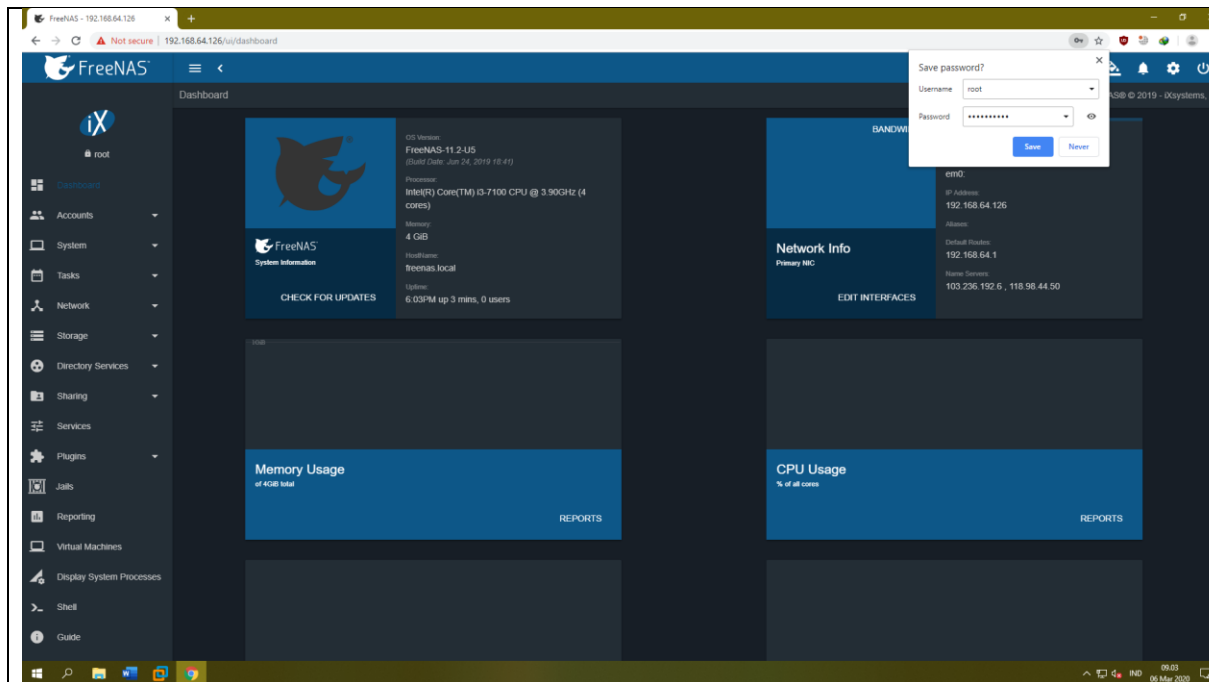 FreeNAS - 192.168.64.126
Not secure | 192.168.64.126/ui/dashboard
FreeNAS
Dashboard
NAS® © 2019 - iXsystems,
Save password?
Username root
Password ••••••••••
Save Never
iX
root
Dashboard
Accounts
System
Tasks
Network
Storage
Directory Services
Sharing
Services
Plugins
Jails
Reporting
Virtual Machines
Display System Processes
Shell
Guide
FreeNAS
System Information
CHECK FOR UPDATES
OS Version:
FreeNAS-11.2-U5
(Build Date: Jun 24, 2019 18:41)
Processor:
Intel(R) Core(TM) i3-7100 CPU @ 3.90GHz (4
cores)
Memory:
4 GiB
HostName:
freenas.local
Uptime:
6:03PM up 3 mins, 0 users
BANDWI
Network Info
Primary NIC
EDIT INTERFACES
em0:
IP Address:
192.168.64.126
Aliases:
Default Routes:
192.168.64.1
Name Servers:
103.236.192.6 , 118.98.44.50
Memory Usage
of 4GiB total
REPORTS
CPU Usage
% of all cores
REPORTS
IND
09.03
06 Mar 2020